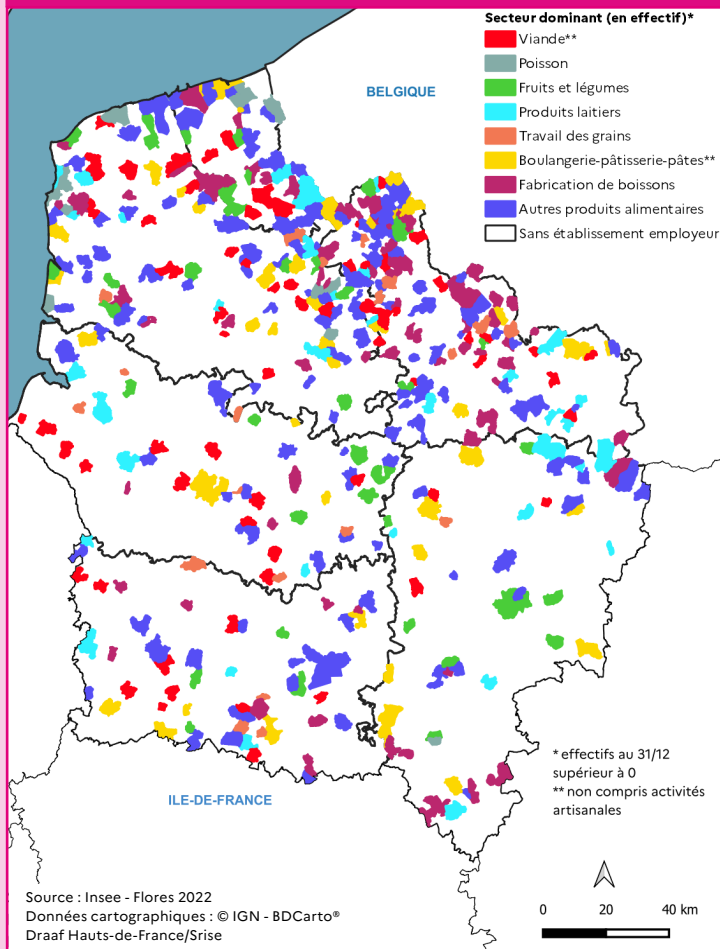 Secteur dominant (en effectif)*
Viande**
Poisson
Fruits et légumes
Produits laitiers
Travail des grains
Boulangerie-pâtisserie-pâtes**
Fabrication de boissons
Autres produits alimentaires
Sans établissement employeur
BELGIQUE
ILE-DE-FRANCE
* effectifs au 31/12
supérieur à 0
** non compris activités
artisanales
Source : Insee - Flores 2022
Données cartographiques : © IGN - BDCarto®
Draaf Hauts-de-France/Srise
0 20 40 km